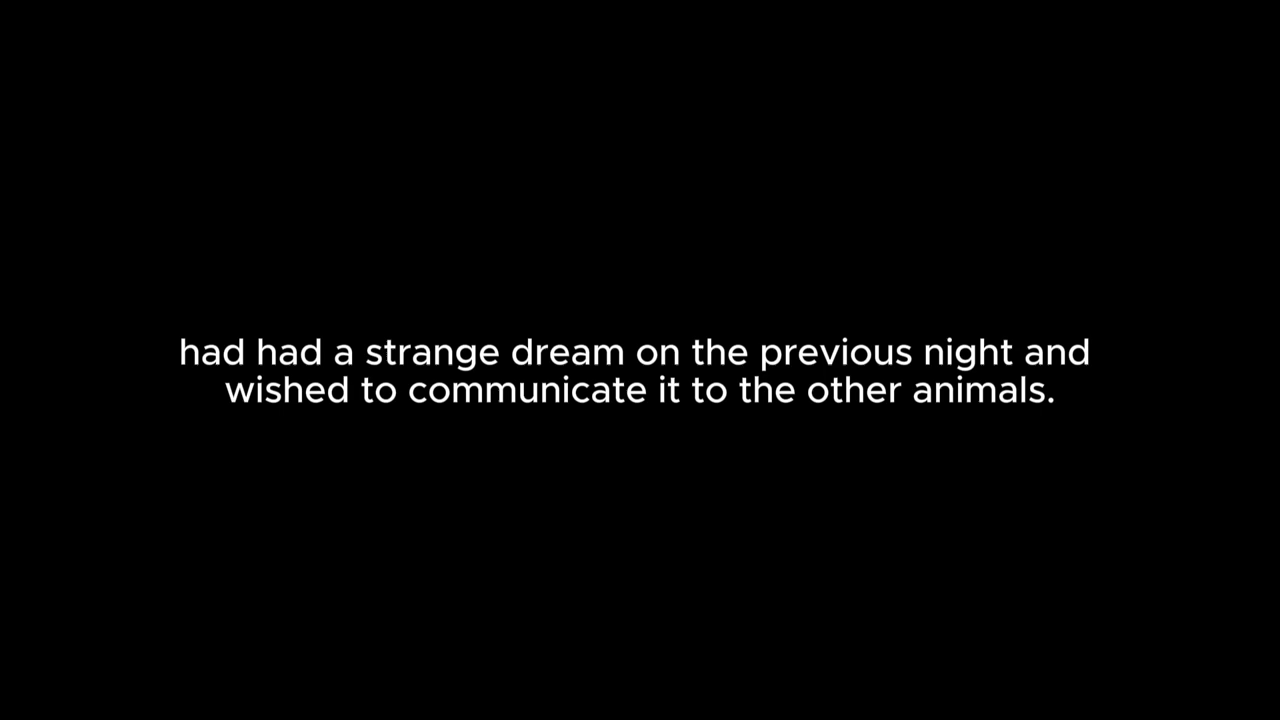 had had a strange dream on the previous night and
wished to communicate it to the other animals.